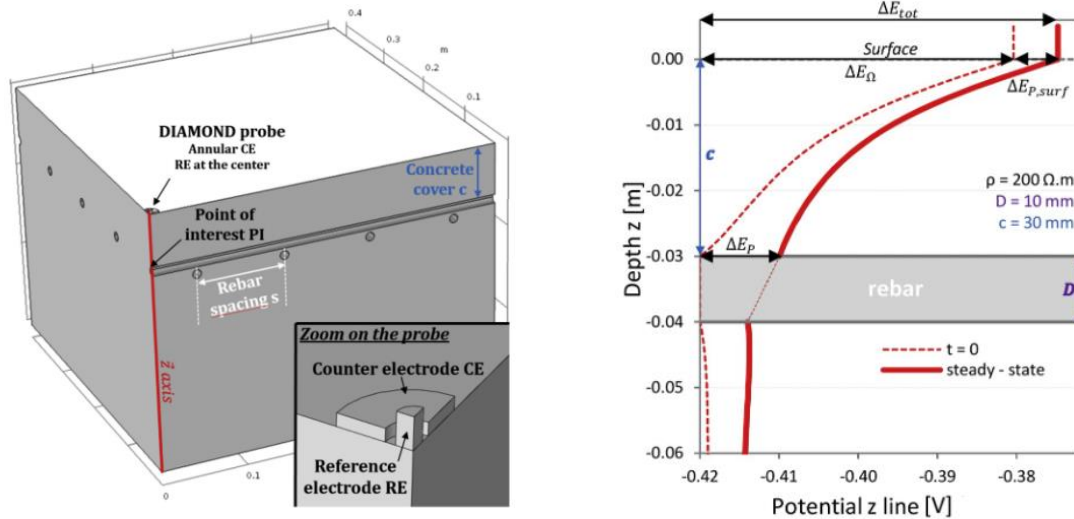 0.4
0.3
m
0.2
0.1
DIAMOND probe
Annular CE
RE at the center
Concrete
cover c
Point of
interest PI
Rebar
spacing s
z axis
Zoom on the probe
Counter electrode CE
Reference
electrode RE
0
0.1
ΔE_tot
Surface
ΔE_Ω
ΔE_P,surf
0.00
-0.01
-0.02
-0.03
-0.04
-0.05
-0.06
Depth z [m]
c
ρ = 200 Ω.m
D = 10 mm
c = 30 mm
ΔE_P
rebar
D
t = 0
steady - state
-0.42
-0.41
-0.40
-0.39
-0.38
Potential z line [V]